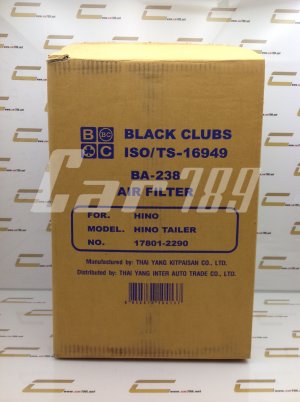 B BC
C
BLACK CLUBS
ISO/TS-16949
BA-238
AIR FILTER
Car789
FOR: HINO
MODEL: HINO TAILER
NO. 17801-2290
Manufactured by: THAI YANG KITPAISAN CO., LTD.
Distributed by: THAI YANG INTER AUTO TRADE CO., LTD.